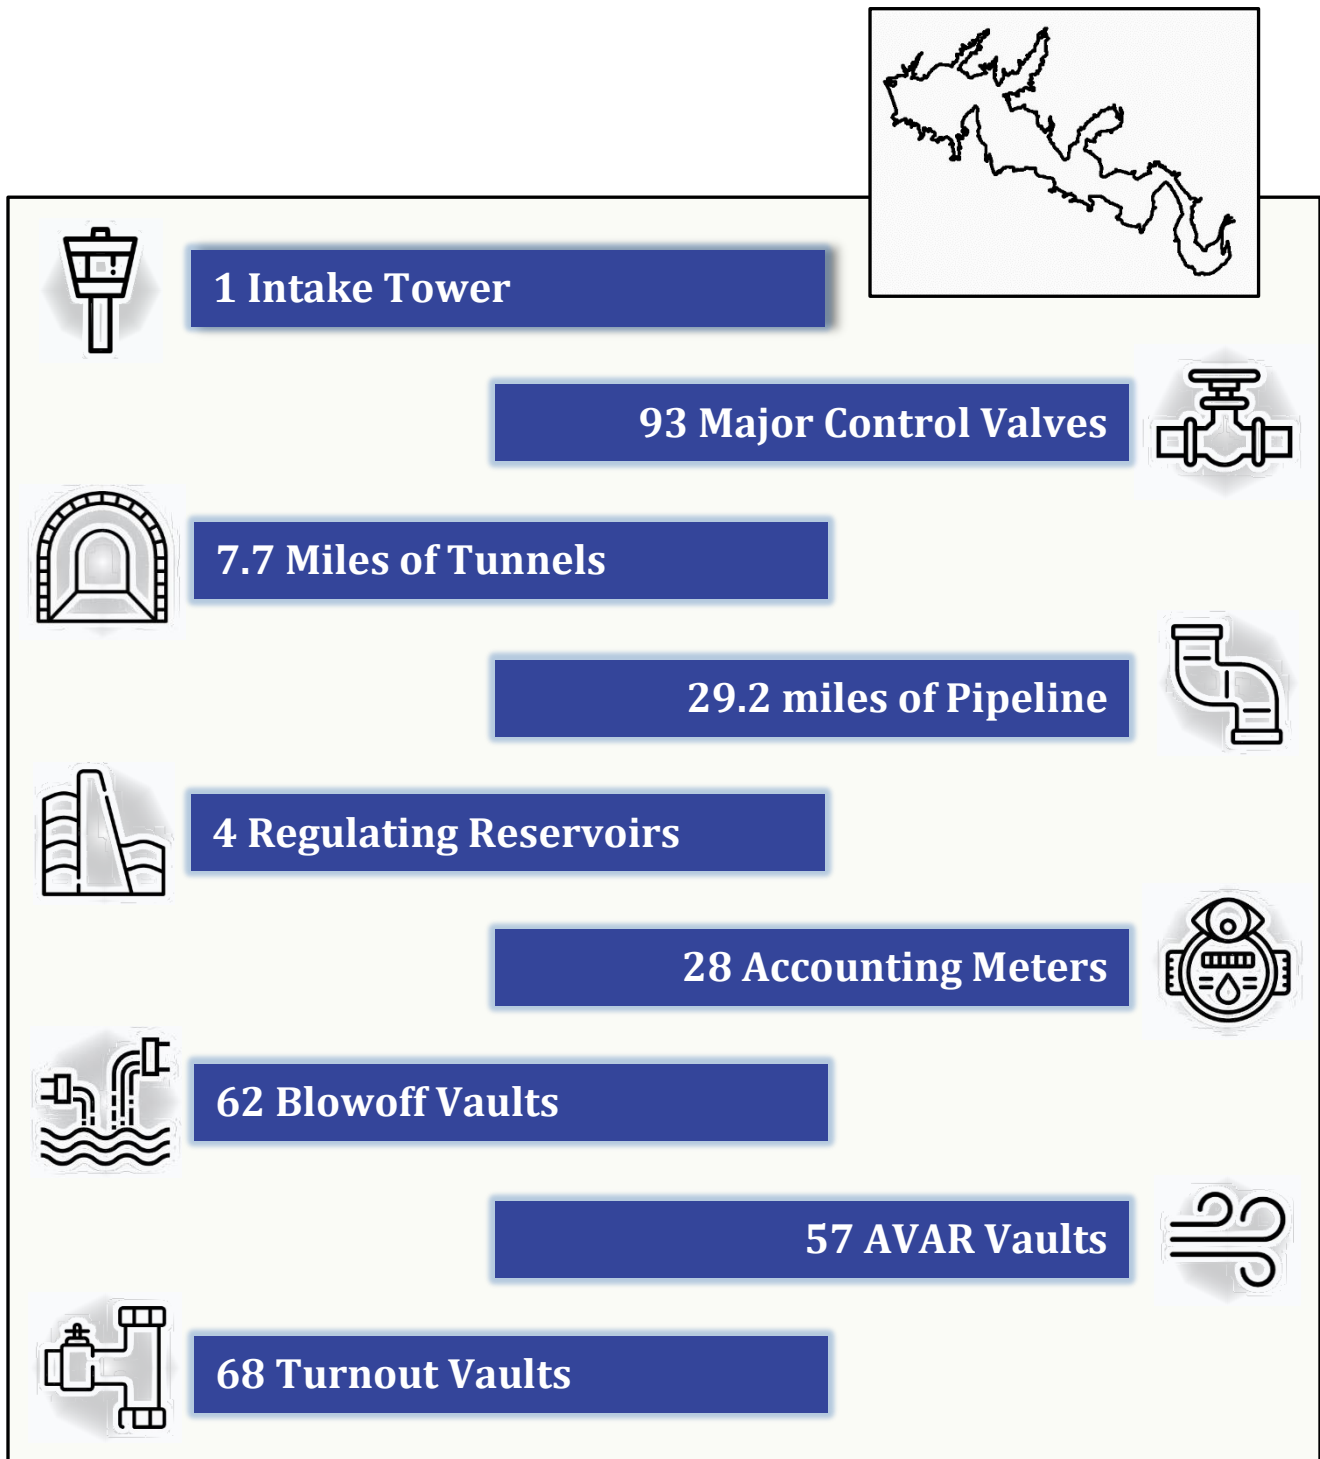 1 Intake Tower
93 Major Control Valves
7.7 Miles of Tunnels
29.2 miles of Pipeline
4 Regulating Reservoirs
28 Accounting Meters
62 Blowoff Vaults
57 AVAR Vaults
68 Turnout Vaults